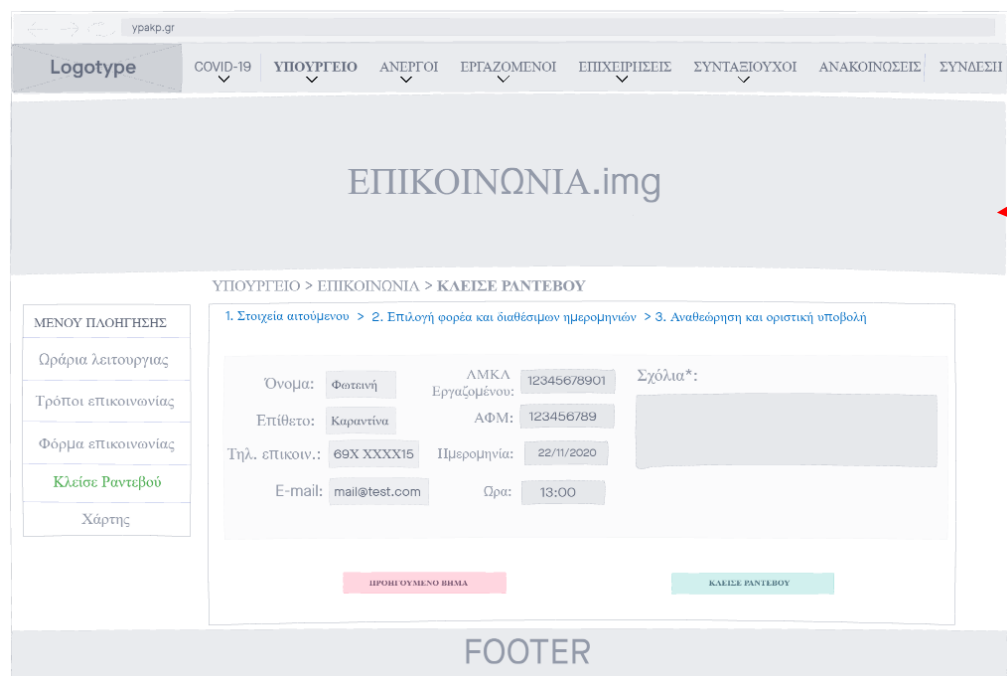 ypakp.gr
Logotype COVID-19 ΥΠΟΥΡΓΕΙΟ ΑΝΕΡΓΟΙ ΕΡΓΑΖΟΜΕΝΟΙ ΕΠΙΧΕΙΡΗΣΕΙΣ ΣΥΝΤΑΞΙΟΥΧΟΙ ΑΝΑΚΟΙΝΩΣΕΙΣ ΣΥΝΔΕΣΗ
ΕΠΙΚΟΙΝΩΝΙΑ.img
ΥΠΟΥΡΓΕΙΟ > ΕΠΙΚΟΙΝΩΝΙΑ > ΚΛΕΙΣΕ ΡΑΝΤΕΒΟΥ
ΜΕΝΟΥ ΠΛΟΗΓΗΣΗΣ
Ωράρια λειτουργιας
Τρόποι επικοινωνίας
Φόρμα επικοινωνίας
Κλείσε Ραντεβού
Χάρτης
1. Στοιχεία αιτούμενου > 2. Επιλογή φορέα και διαθέσιμων ημερομηνιών > 3. Αναθεώρηση και οριστική υποβολή
Όνομα: Φωτεινή
Επίθετο: Καραντίνα
Τηλ. επικοιν.: 69X XXXX15
E-mail: mail@test.com
ΑΜΚΑ
Εργαζομένου: 12345678901
ΑΦΜ: 123456789
Ημερομηνία: 22/11/2020
Ώρα: 13:00
Σχόλια*:
ΠΡΟΗΓΟΥΜΕΝΟ ΒΗΜΑ
ΚΛΕΙΣΕ ΡΑΝΤΕΒΟΥ
FOOTER